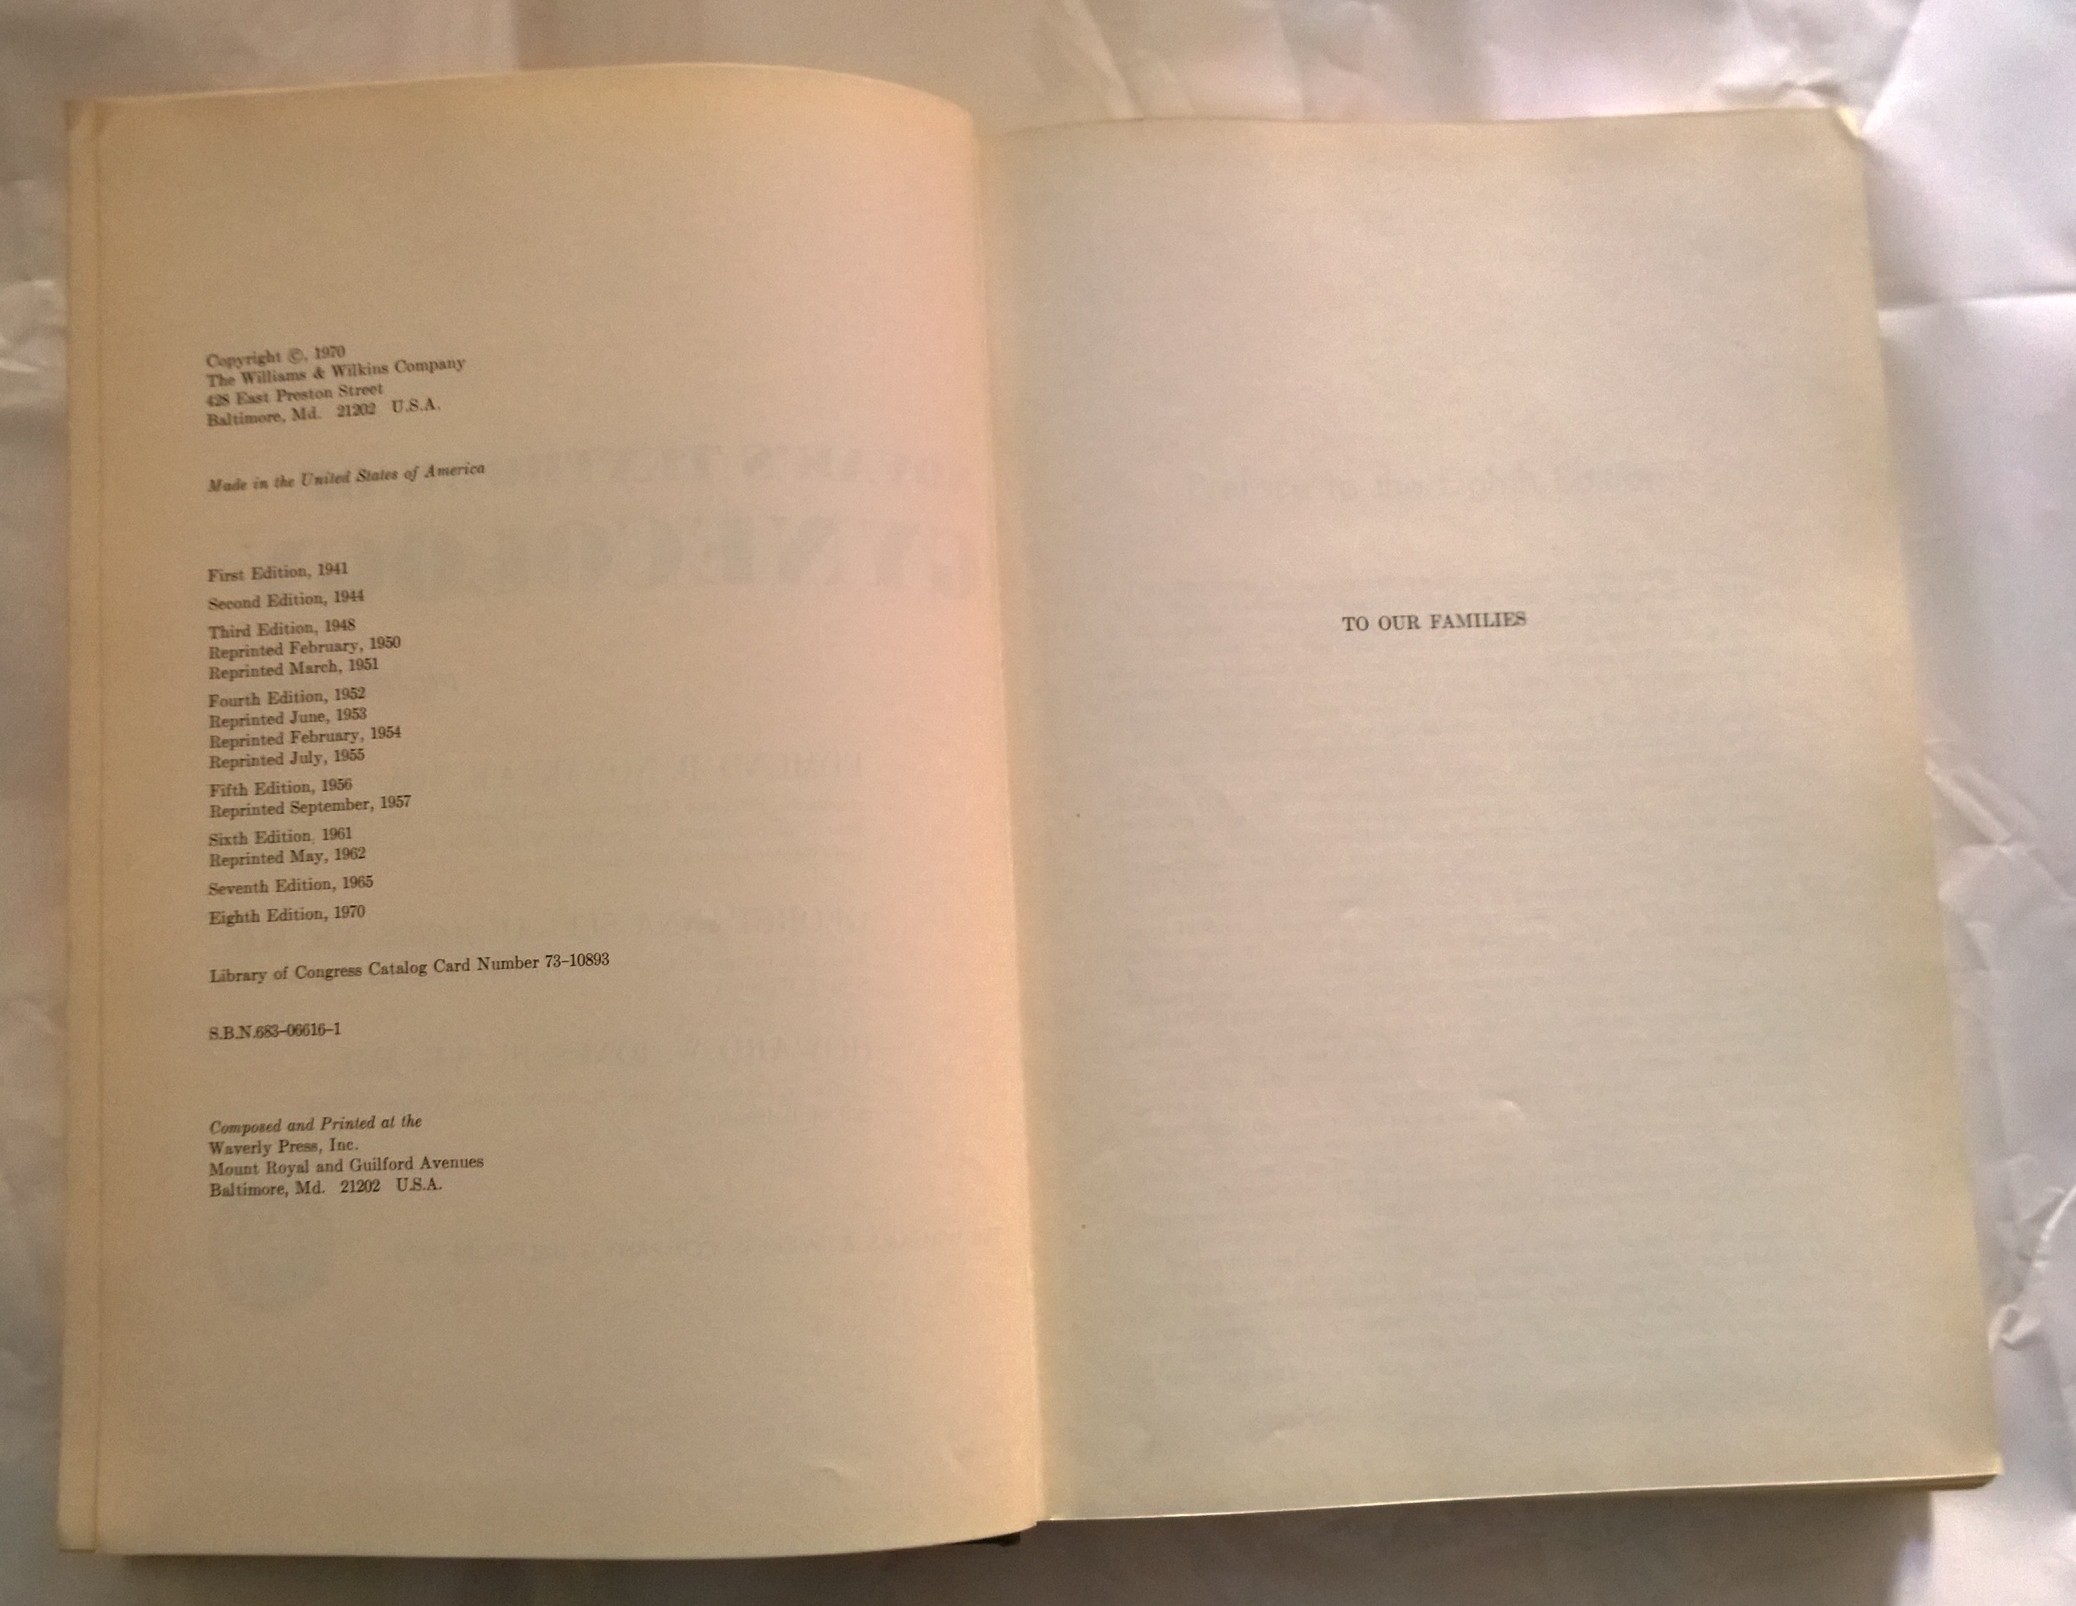 Copyright ©, 1970
The Williams & Wilkins Company
428 East Preston Street
Baltimore, Md. 21202 U.S.A.
Made in the United States of America
First Edition, 1941
Second Edition, 1944
Third Edition, 1948
Reprinted February, 1950
Reprinted March, 1951
Fourth Edition, 1952
Reprinted June, 1953
Reprinted February, 1954
Reprinted July, 1955
Fifth Edition, 1956
Reprinted September, 1957
Sixth Edition, 1961
Reprinted May, 1962
Seventh Edition, 1965
Eighth Edition, 1970
Library of Congress Catalog Card Number 73-10893
S.B.N.683-06616-1
Composed and Printed at the
Waverly Press, Inc.
Mount Royal and Guilford Avenues
Baltimore, Md. 21202 U.S.A.
TO OUR FAMILIES